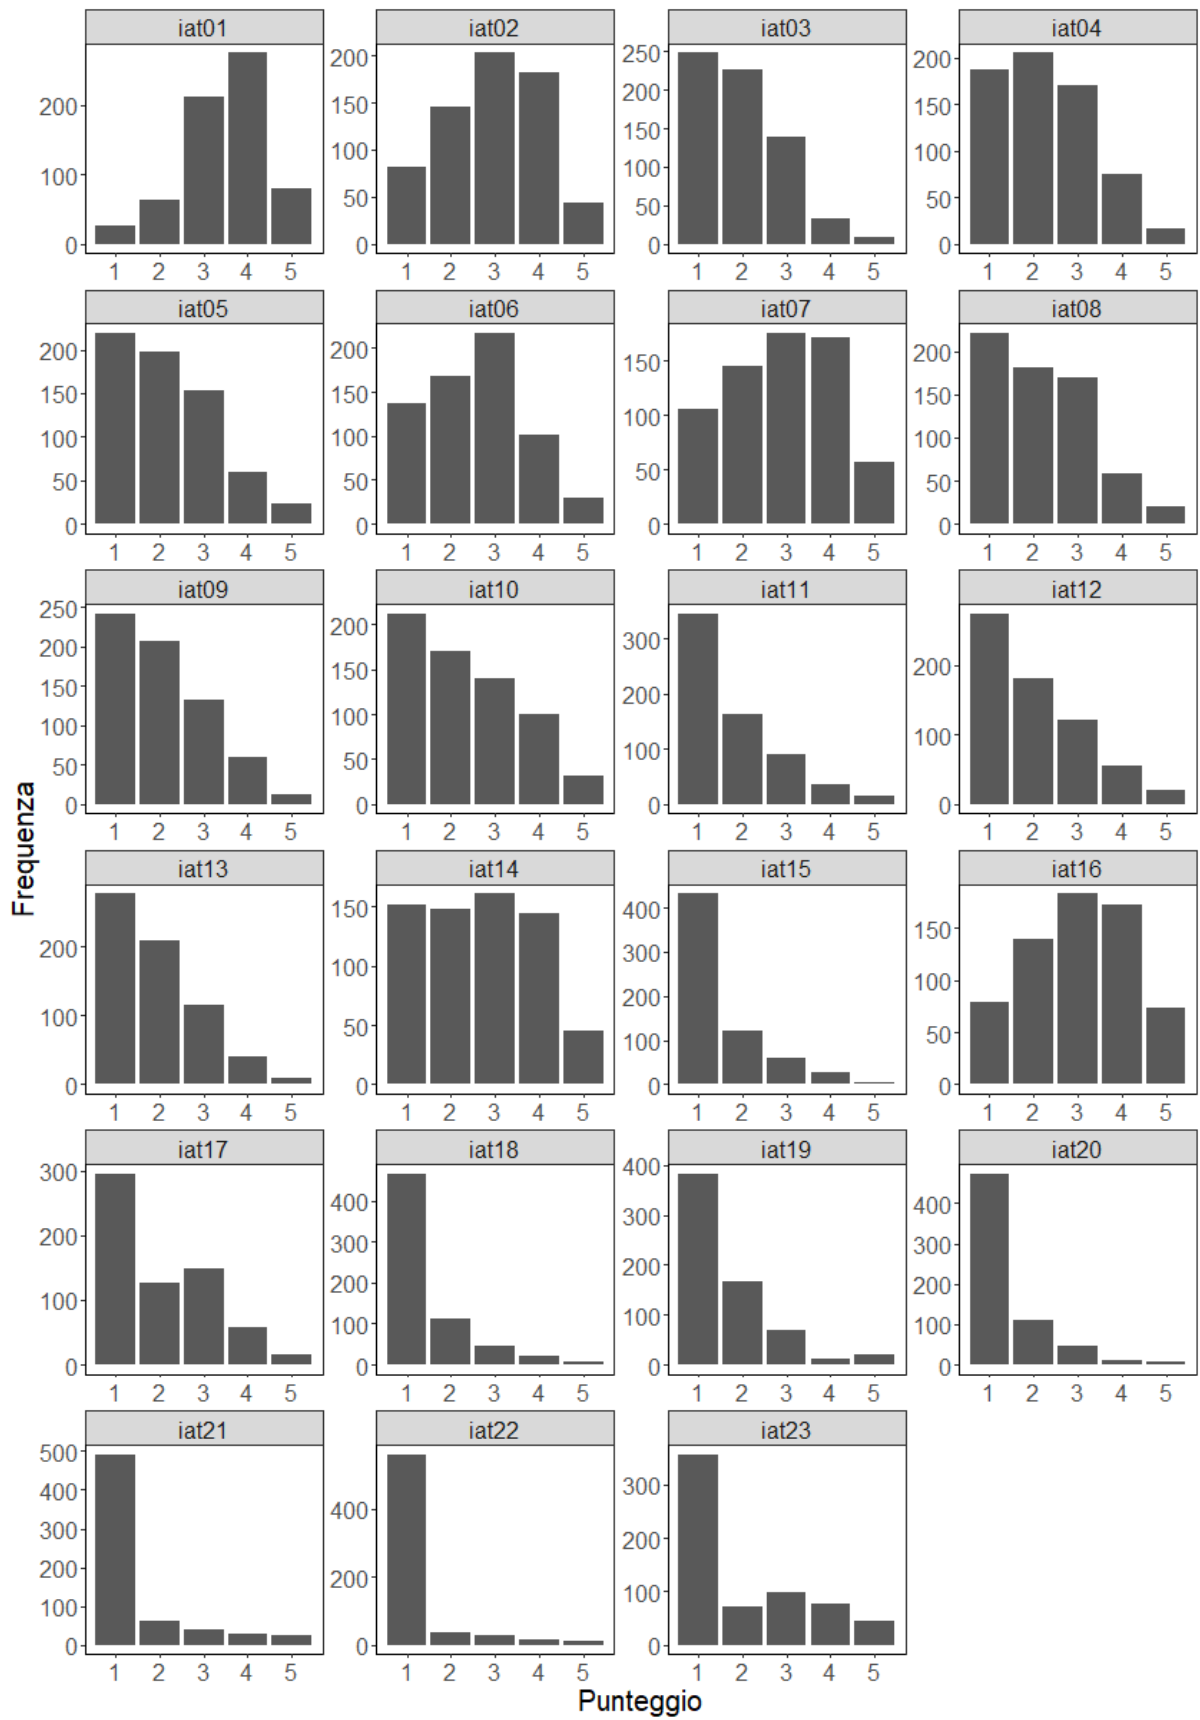 iat01 iat02 iat03 iat04
200 100 0
200 150 100 50 0
250 200 150 100 50 0
200 150 100 50 0
1 2 3 4 5 1 2 3 4 5 1 2 3 4 5 1 2 3 4 5
iat05 iat06 iat07 iat08
200 150 100 50 0
200 150 100 50 0
150 100 50 0
200 150 100 50 0
1 2 3 4 5 1 2 3 4 5 1 2 3 4 5 1 2 3 4 5
iat09 iat10 iat11 iat12
250 200 150 100 50 0
200 150 100 50 0
300 200 100 0
200 100 0
1 2 3 4 5 1 2 3 4 5 1 2 3 4 5 1 2 3 4 5
Frequenza
iat13 iat14 iat15 iat16
200 100 0
150 100 50 0
400 300 200 100 0
150 100 50 0
1 2 3 4 5 1 2 3 4 5 1 2 3 4 5 1 2 3 4 5
iat17 iat18 iat19 iat20
300 200 100 0
400 300 200 100 0
400 300 200 100 0
400 300 200 100 0
1 2 3 4 5 1 2 3 4 5 1 2 3 4 5 1 2 3 4 5
iat21 iat22 iat23
500 400 300 200 100 0
400 200 0
300 200 100 0
1 2 3 4 5 1 2 3 4 5 1 2 3 4 5
Punteggio